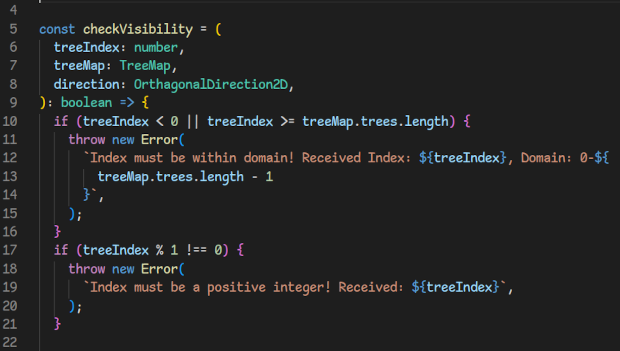 4
5 const checkVisibility = (
6   treeIndex: number,
7   treeMap: TreeMap,
8   direction: OrthagonalDirection2D,
9 ): boolean => {
10   if (treeIndex < 0 || treeIndex >= treeMap.trees.length) {
11     throw new Error(
12       `Index must be within domain! Received Index: ${treeIndex}, Domain: 0-${
13         treeMap.trees.length - 1
14       }`,
15     );
16   }
17   if (treeIndex % 1 !== 0) {
18     throw new Error(
19       `Index must be a positive integer! Received: ${treeIndex}`,
20     );
21   }
22